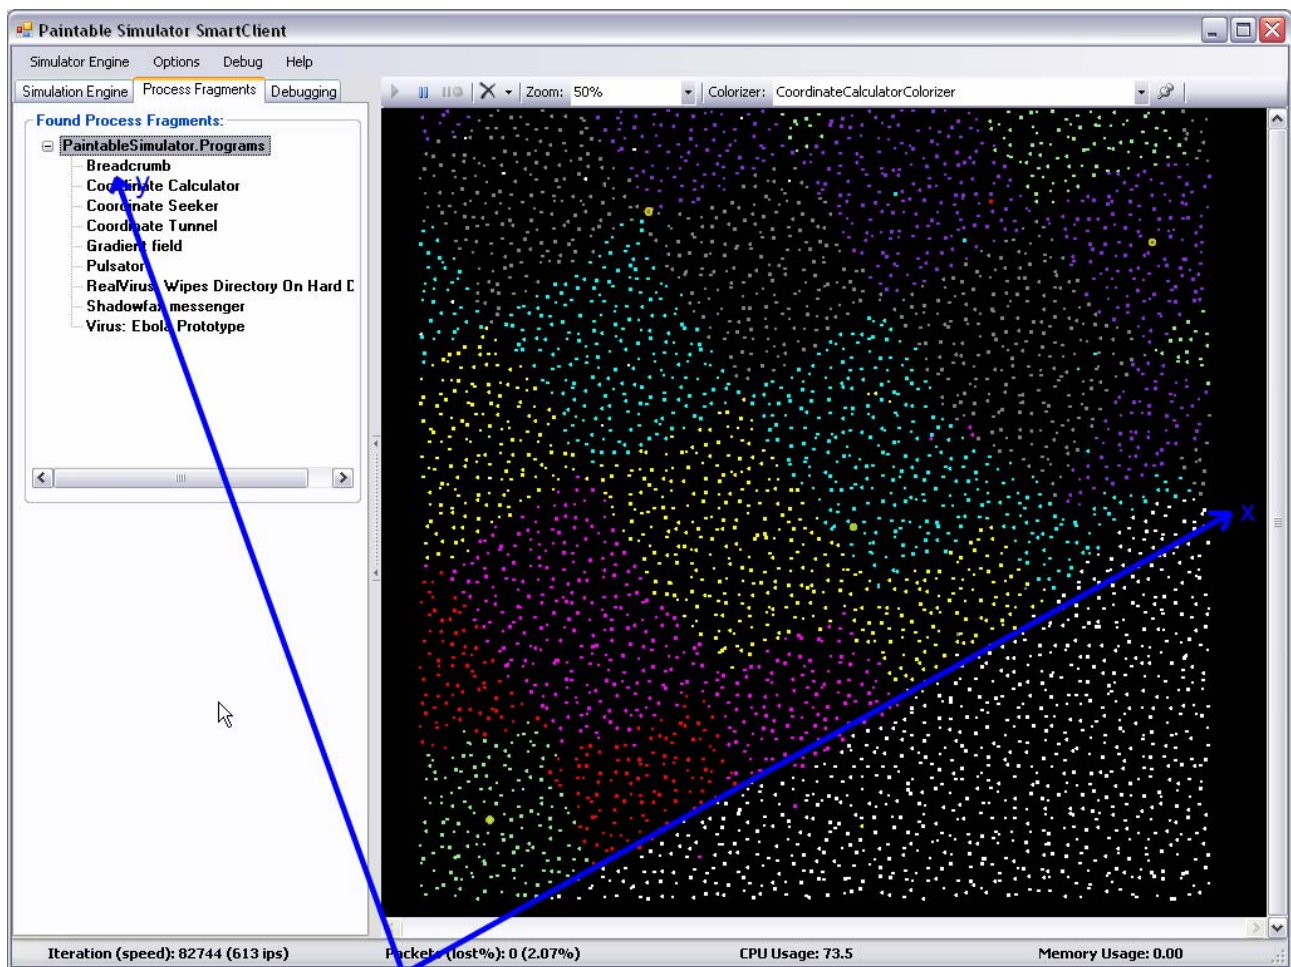 Paintable Simulator SmartClient
Simulator Engine Options Debug Help
Simulation Engine Process Fragments Debugging
Zoom: 50% Colorizer: CoordinateCalculatorColorizer
Found Process Fragments:
PaintableSimulator.Programs
Breadcrumb
y
Coordinate Calculator
Coordinate Seeker
Coordinate Tunnel
Gradient field
Pulsator
RealVirus: Wipes Directory On Hard D
Shadowfax messenger
Virus: Ebola Prototype
x
Iteration (speed): 82744 (613 ips) Packets (lost%): 0 (2.07%) CPU Usage: 73.5 Memory Usage: 0.00